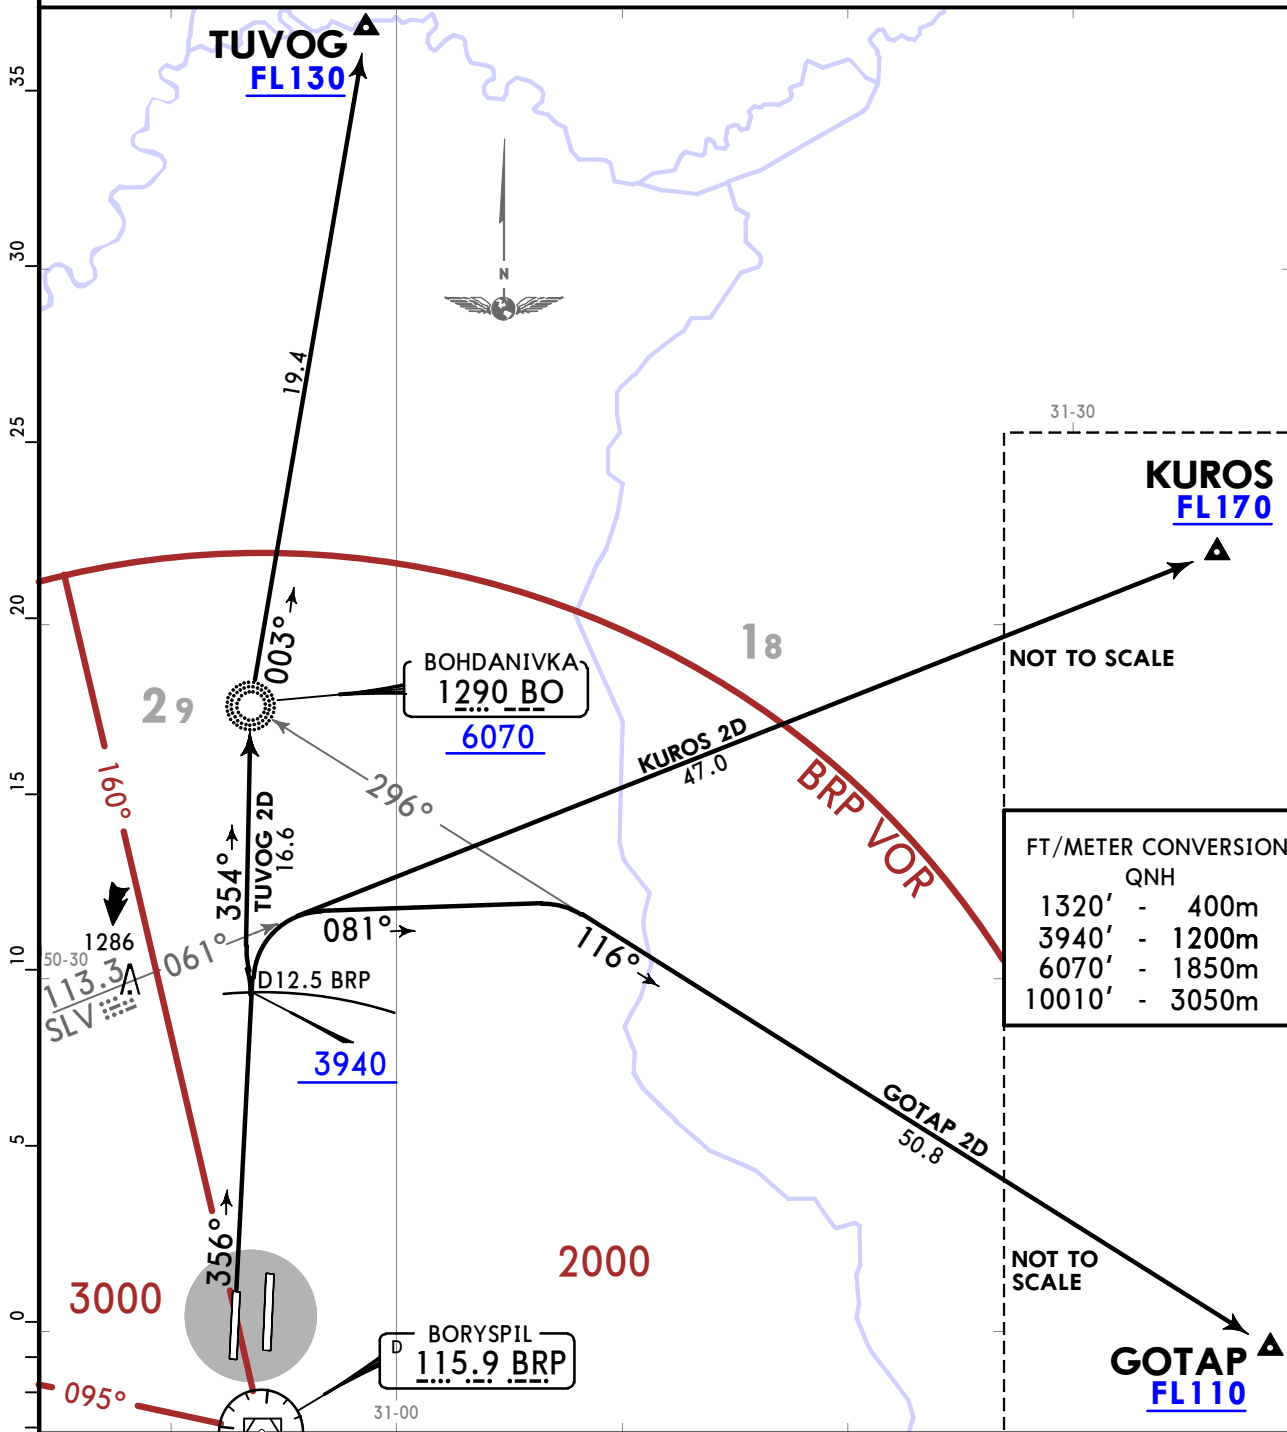 TUVOG
FL130
35
30
N
19.4
25
31-30
KUROS
FL170
20
003°
BOHDANIVKA
1290 BO
6070
29
18
NOT TO SCALE
KUROS 2D
47.0
BRP VOR
15
160°
296°
354°
TUVOG 2D
16.6
FT/METER CONVERSION
QNH
1320' - 400m
3940' - 1200m
6070' - 1850m
10010' - 3050m
081°
116°
1286
061°
50-30
113.3
SLV
10
D12.5 BRP
3940
GOTAP 2D
50.8
5
356°
2000
NOT TO
SCALE
3000
0
BORYSPIL
D
115.9 BRP
GOTAP
FL110
095°
31-00